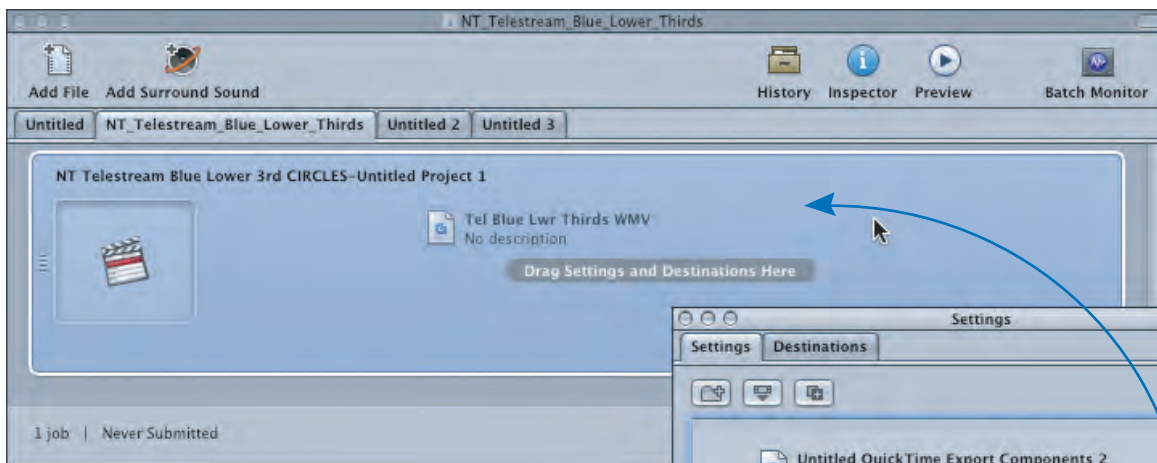 NT_Telestream_Blue_Lower_Thirds
Add File Add Surround Sound History Inspector Preview Batch Monitor
Untitled NT_Telestream_Blue_Lower_Thirds Untitled 2 Untitled 3
NT Telestream Blue Lower 3rd CIRCLES-Untitled Project 1
Tel Blue Lwr Thirds WMV
No description
Drag Settings and Destinations Here
Settings
Settings Destinations
1 job | Never Submitted
Untitled QuickTime Export Components 2